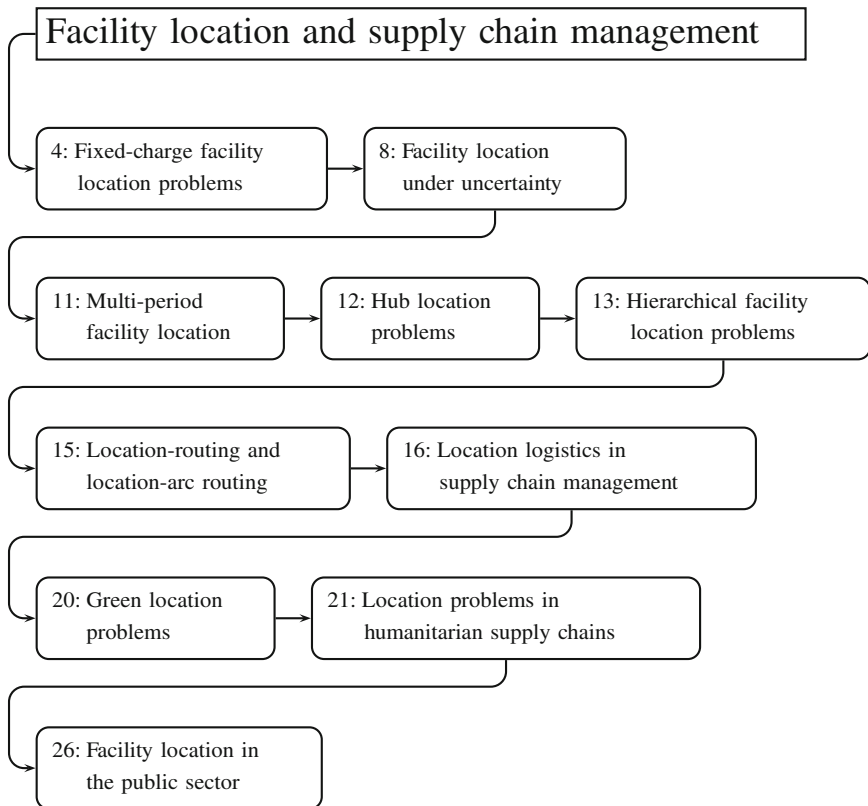 Facility location and supply chain management
4: Fixed-charge facility
location problems
8: Facility location
under uncertainty
11: Multi-period
facility location
12: Hub location
problems
13: Hierarchical facility
location problems
15: Location-routing and
location-arc routing
16: Location logistics in
supply chain management
20: Green location
problems
21: Location problems in
humanitarian supply chains
26: Facility location in
the public sector